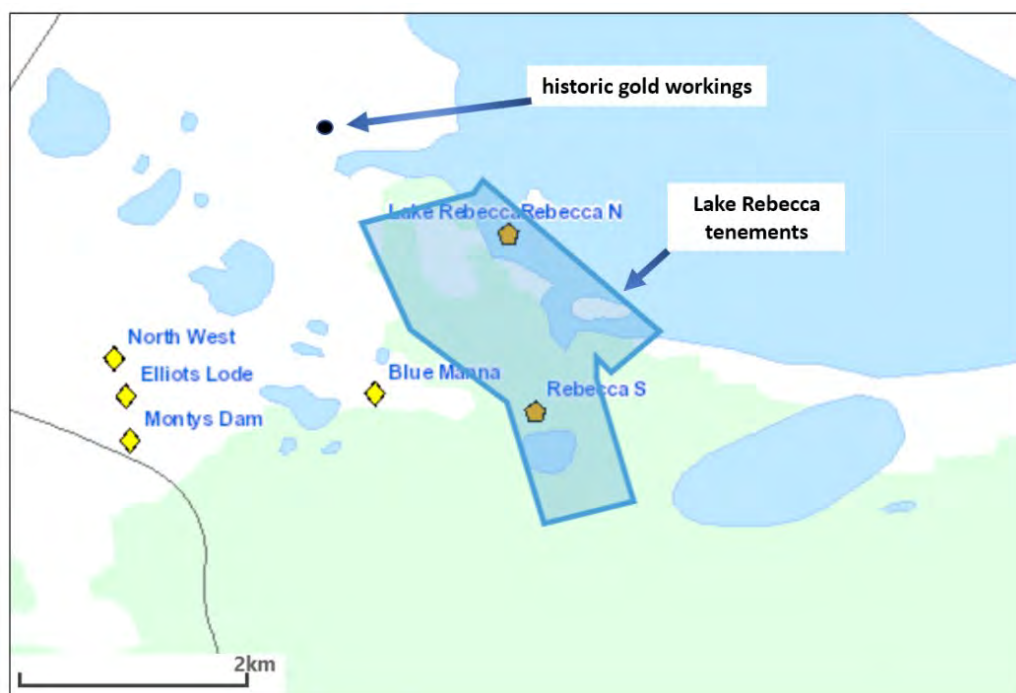 historic gold workings
Lake Rebecca
tenements
Lake RebeccaRebecca N
North West
Elliots Lode
Blue Manna
Rebecca S
Montys Dam
2km